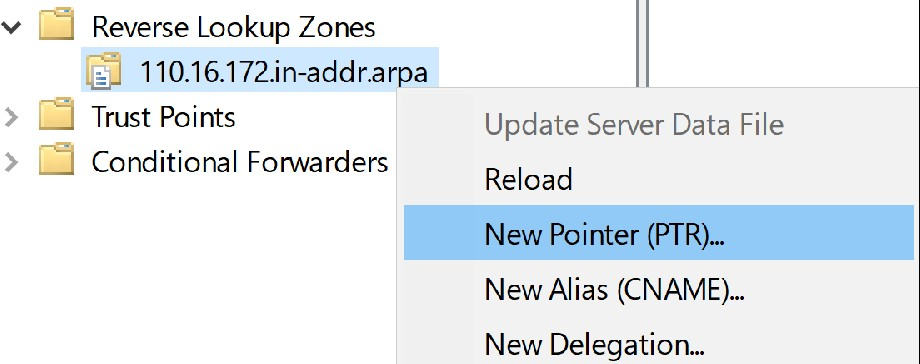 Reverse Lookup Zones
110.16.172.in-addr.arpa
Trust Points
Conditional Forwarders
Update Server Data File
Reload
New Pointer (PTR)...
New Alias (CNAME)...
New Delegation...